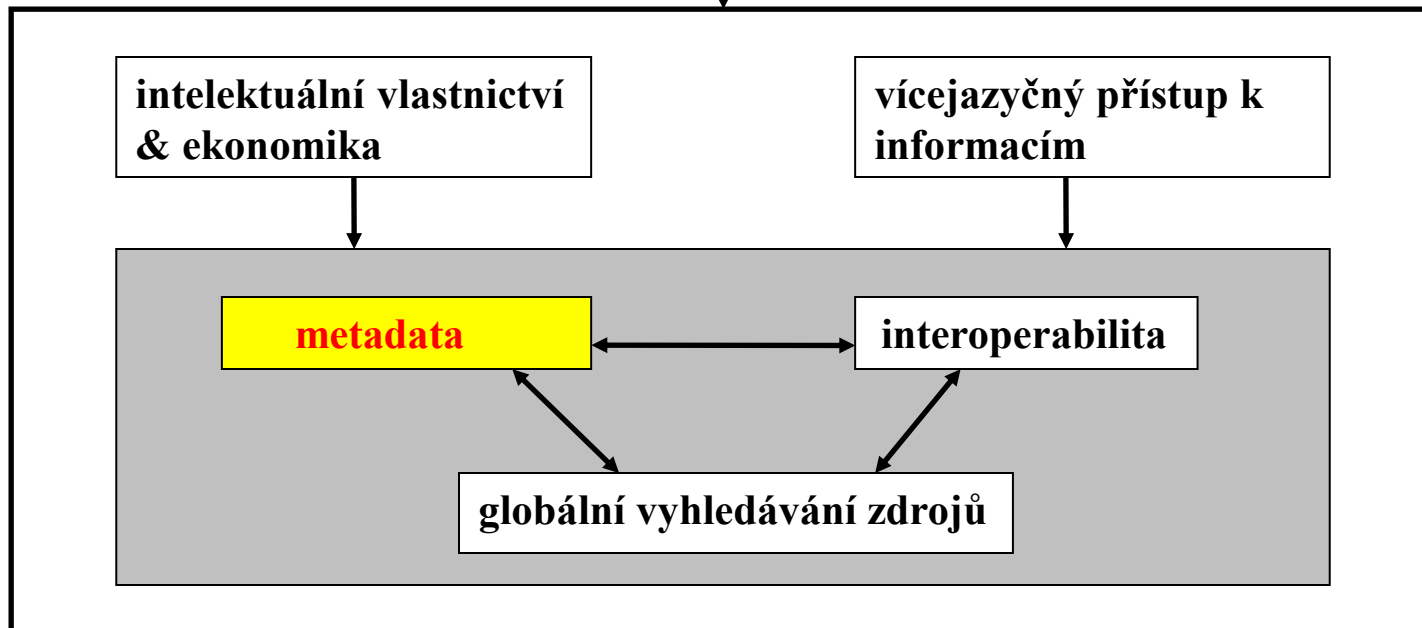 intelektuální vlastnictví
& ekonomika
vícejazyčný přístup k
informacím
metadata
interoperabilita
globální vyhledávání zdrojů